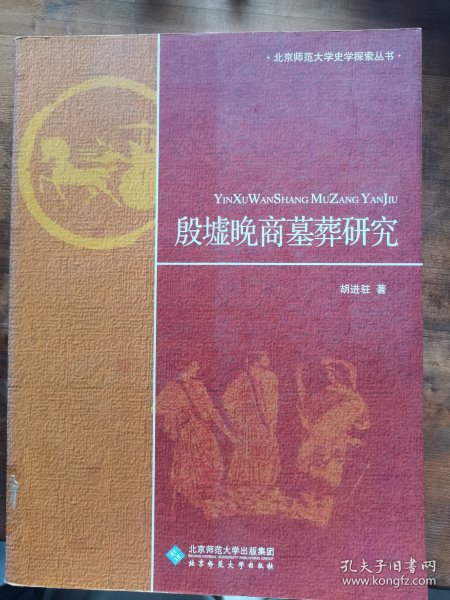 ·北京师范大学史学探索丛书·
YINXUWANSHANG MUZANG YANJIU
殷墟晚商墓葬研究
胡进驻 著
北京师范大学出版集团
BEIJING NORMAL UNIVERSITY PUBLISHING GROUP
北京师范大学出版社
孔夫子旧书网
www.kongfz.com